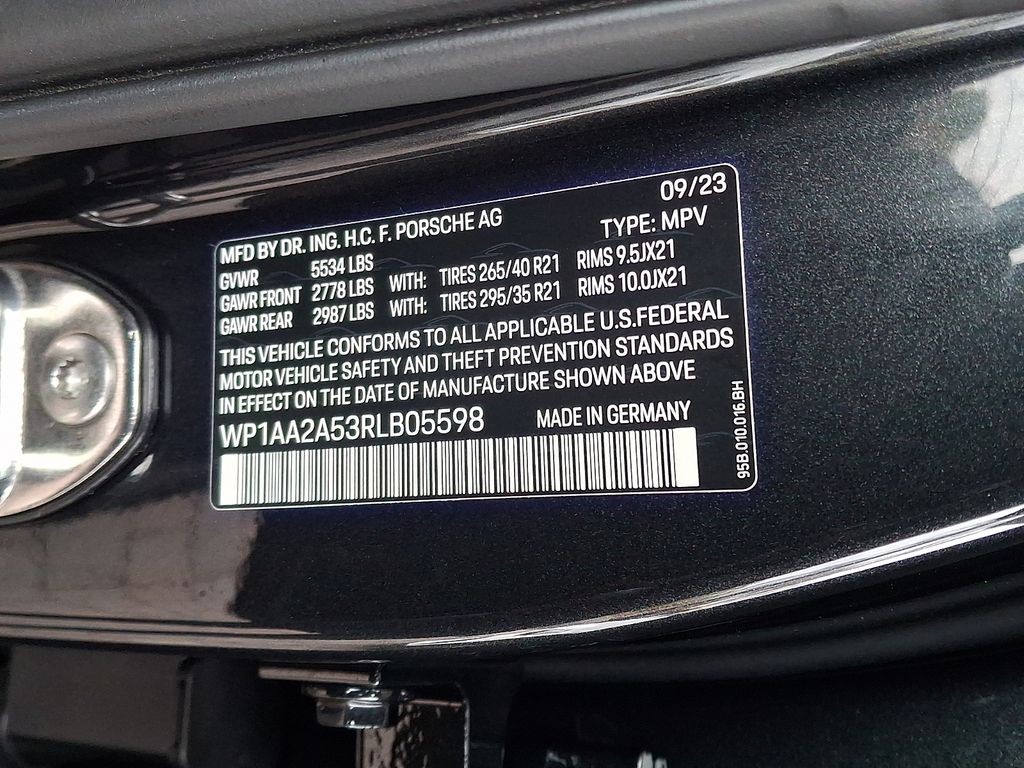 09/23
MFD BY DR. ING. H.C. F. PORSCHE AG TYPE: MPV
GVWR 5534 LBS
GAWR FRONT 2778 LBS WITH: TIRES 265/40 R21 RIMS 9.5JX21
GAWR REAR 2987 LBS WITH: TIRES 295/35 R21 RIMS 10.0JX21
THIS VEHICLE CONFORMS TO ALL APPLICABLE U.S.FEDERAL
MOTOR VEHICLE SAFETY AND THEFT PREVENTION STANDARDS
IN EFFECT ON THE DATE OF MANUFACTURE SHOWN ABOVE
WP1AA2A53RLB05598 MADE IN GERMANY
95B.010.016.BH